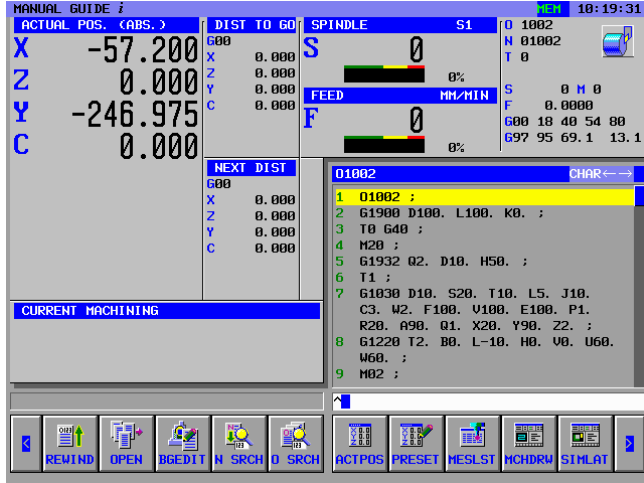 MANUAL GUIDE i MEM 10:19:31
ACTUAL POS. (ABS.)
X -57.200
Z 0.000
Y -246.975
C 0.000
DIST TO GO
G00
X 0.000
Z 0.000
Y 0.000
C 0.000
SPINDLE S1
S 0
0%
FEED MM/MIN
F 0
0%
O 1002
N 01002
T 0
S 0 M 0
F 0.0000
G00 18 40 54 80
G97 95 69.1 13.1
NEXT DIST
G00
X 0.000
Z 0.000
Y 0.000
C 0.000
CURRENT MACHINING
O1002 CHAR←→
1 O1002 ;
2 G1900 D100. L100. K0. ;
3 T0 G40 ;
4 M20 ;
5 G1932 Q2. D10. H50. ;
6 T1 ;
7 G1030 D10. S20. T10. L5. J10.
C3. W2. F100. V100. E100. P1.
R20. A90. Q1. X20. Y90. Z2. ;
8 G1220 T2. B0. L-10. H0. V0. U60.
W60. ;
9 M02 ;
^
< REWIND OPEN BGEDIT N SRCH O SRCH ACTPOS PRESET MESLST MCHDRW SIMLAT >